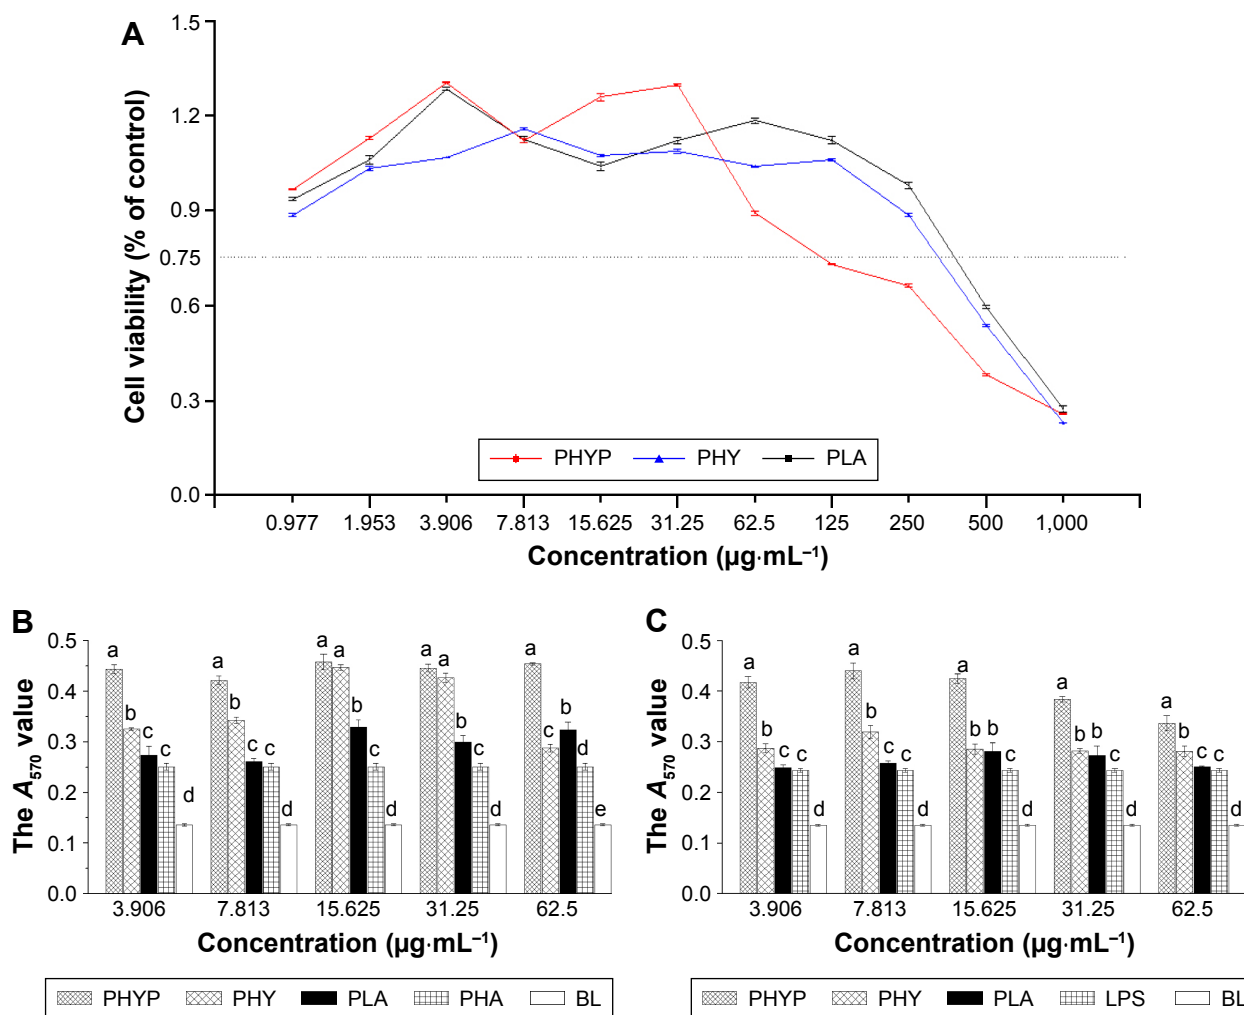 A
Cell viability (% of control)
1.5
1.2
0.9
0.75
0.6
0.3
0.0
PHYP PHY PLA
0.977 1.953 3.906 7.813 15.625 31.25 62.5 125 250 500 1,000
Concentration (µg·mL⁻¹)
B
The A₅₇₀ value
0.5
0.4
0.3
0.2
0.1
0.0
a b c c d
a b c c d
a a b c d
a a b c d
a c b d e
3.906 7.813 15.625 31.25 62.5
Concentration (µg·mL⁻¹)
PHYP PHY PLA PHA BL
C
The A₅₇₀ value
0.5
0.4
0.3
0.2
0.1
0.0
a b c c d
a b c c d
a b b c d
a b b c d
a b c c d
3.906 7.813 15.625 31.25 62.5
Concentration (µg·mL⁻¹)
PHYP PHY PLA LPS BL